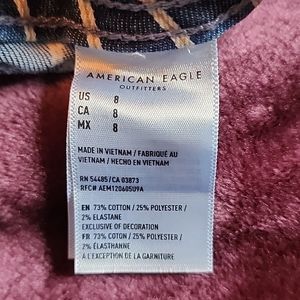 AMERICAN EAGLE
OUTFITTERS
US 8
CA 8
MX 8
MADE IN VIETNAM / FABRIQUÉ AU
VIETNAM / HECHO EN VIETNAM
RN 54485/CA 03873
RFC# AEM120605U9A
EN 73% COTTON / 25% POLYESTER /
2% ELASTANE
EXCLUSIVE OF DECORATION
FR 73% COTON / 25% POLYESTER /
2% ÉLASTHANNE
À L'EXCEPTION DE LA GARNITURE